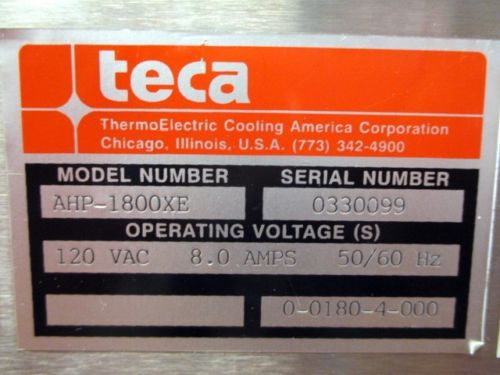 teca
ThermoElectric Cooling America Corporation
Chicago, Illinois, U.S.A. (773) 342-4900
MODEL NUMBER SERIAL NUMBER
AHP-1800XE 0330099
OPERATING VOLTAGE (S)
120 VAC 8.0 AMPS 50/60 Hz
0-0180-4-000